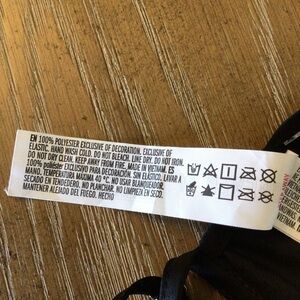 EN 100% POLYESTER EXCLUSIVE OF DECORATION, EXCLUSIVE OF
ELASTIC. HAND WASH COLD. DO NOT BLEACH. LINE DRY. DO NOT IRON.
DO NOT DRY CLEAN. KEEP AWAY FROM FIRE. MADE IN VIETNAM. ES
100% poliéster EXCLUSIVO PARA DECORACIÓN, SIN ELÁSTICO, LAVAR A
MANO, TEMPERATURA MÁXIMA 40 °C. NO USAR BLANQUEADOR.
SECADO EN TENDEDERO, NO PLANCHAR, NO LIMPIEZA EN SECO.
MANTENER ALEJADO DEL FUEGO. HECHO